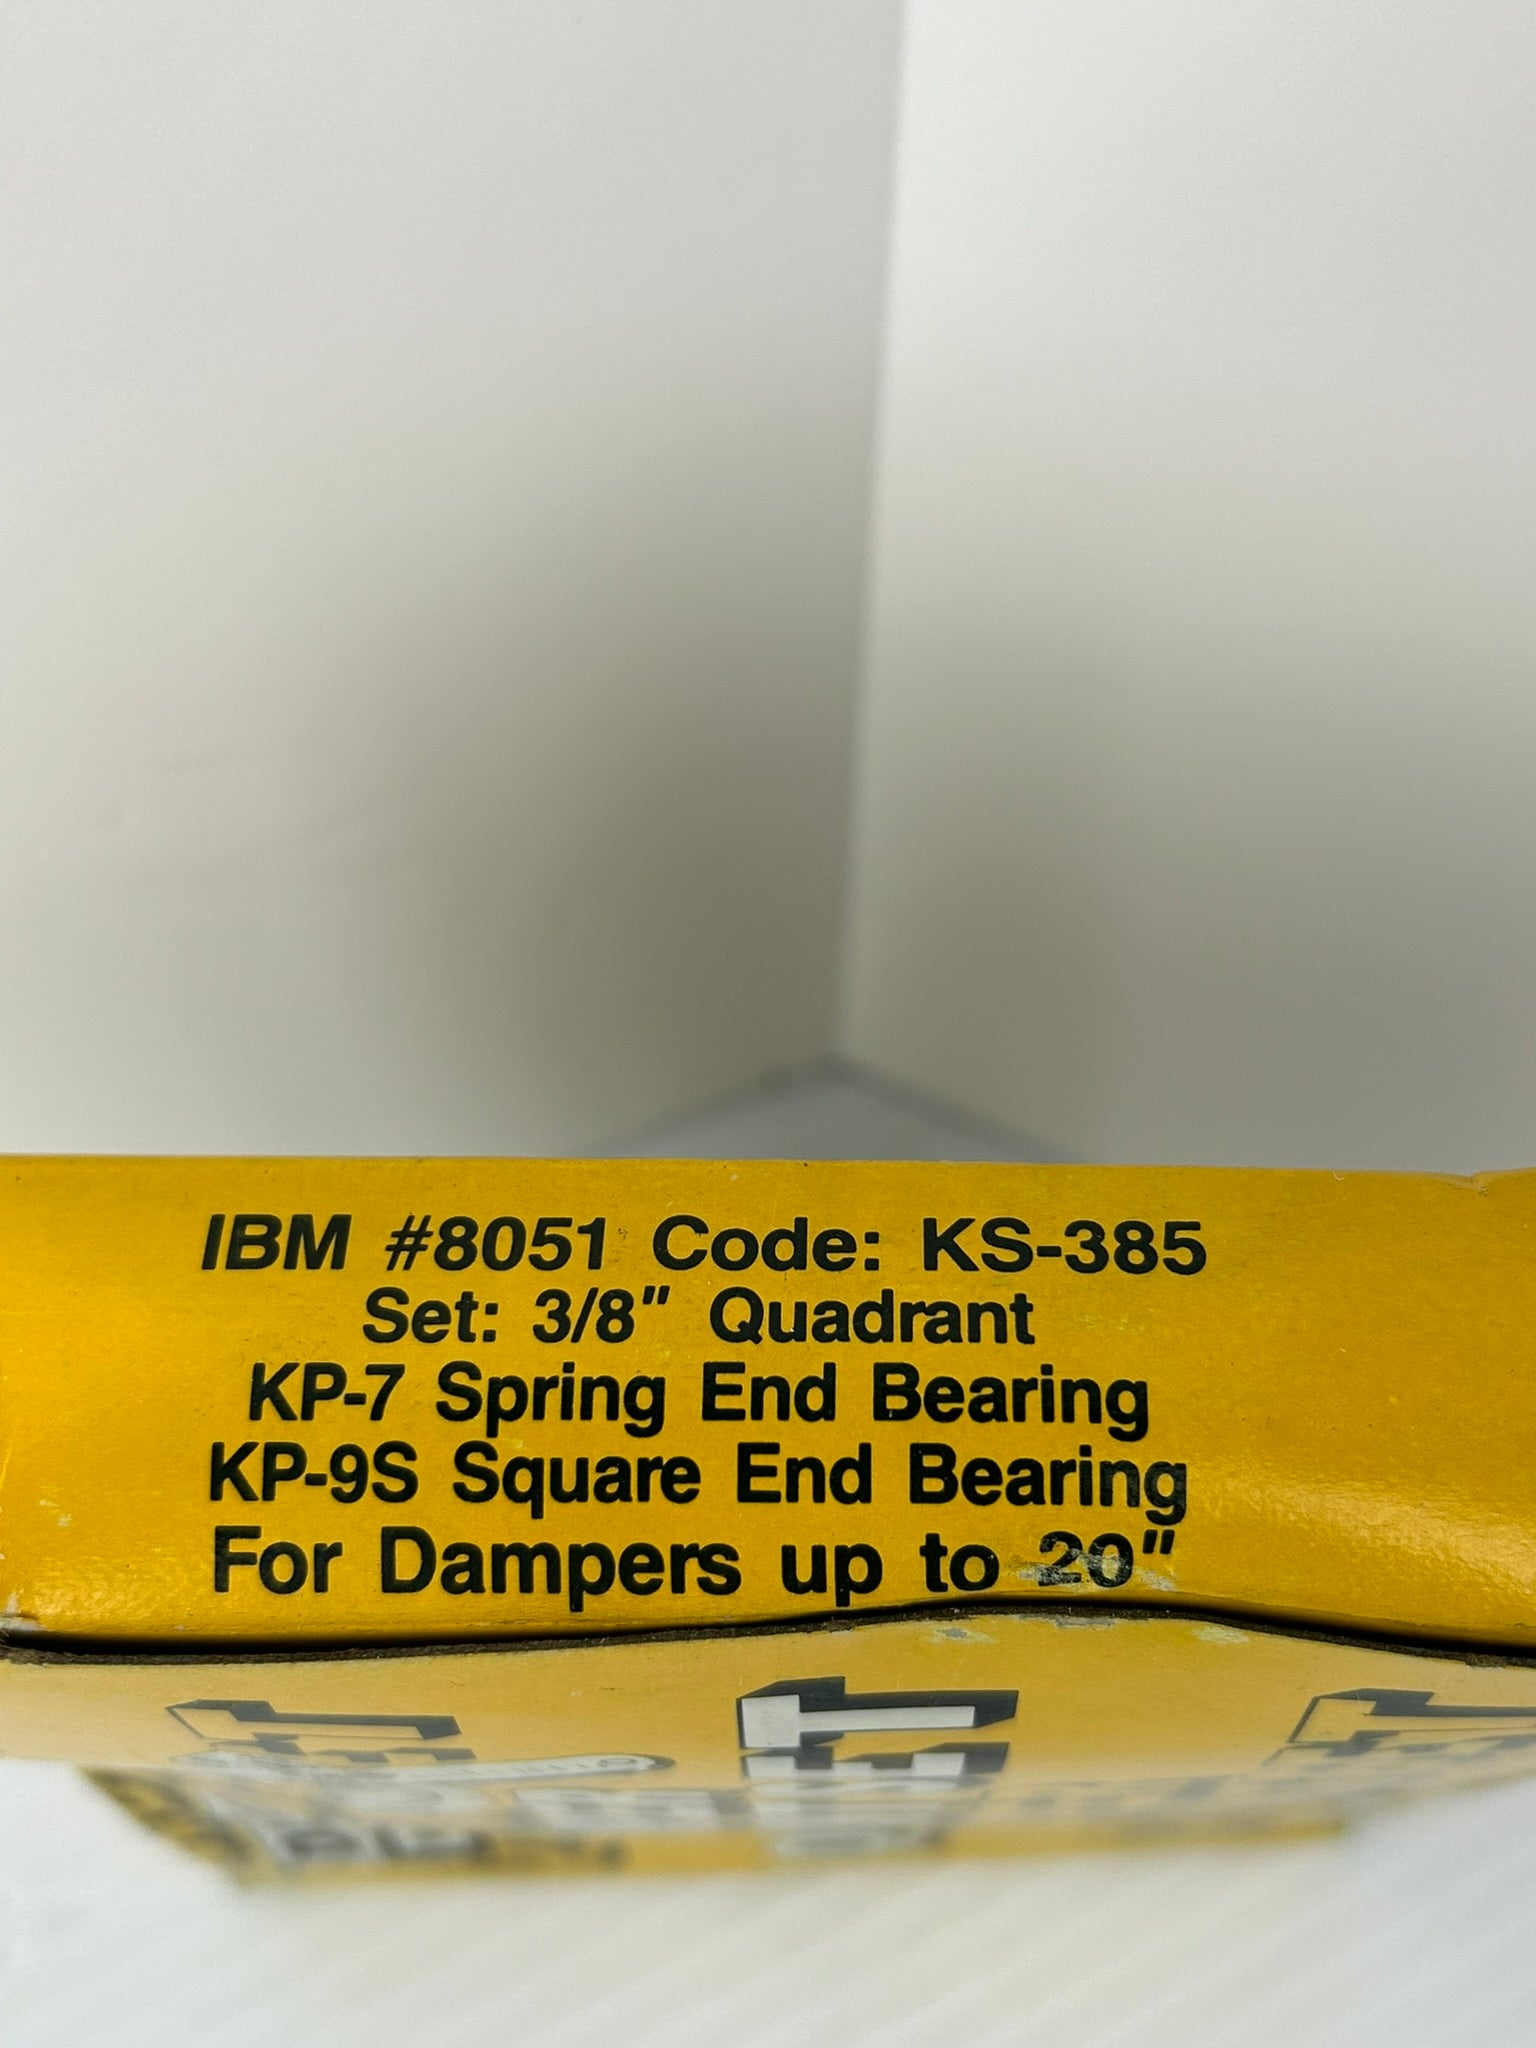 IBM #8051 Code: KS-385
Set: 3/8" Quadrant
KP-7 Spring End Bearing
KP-9S Square End Bearing
For Dampers up to 20"